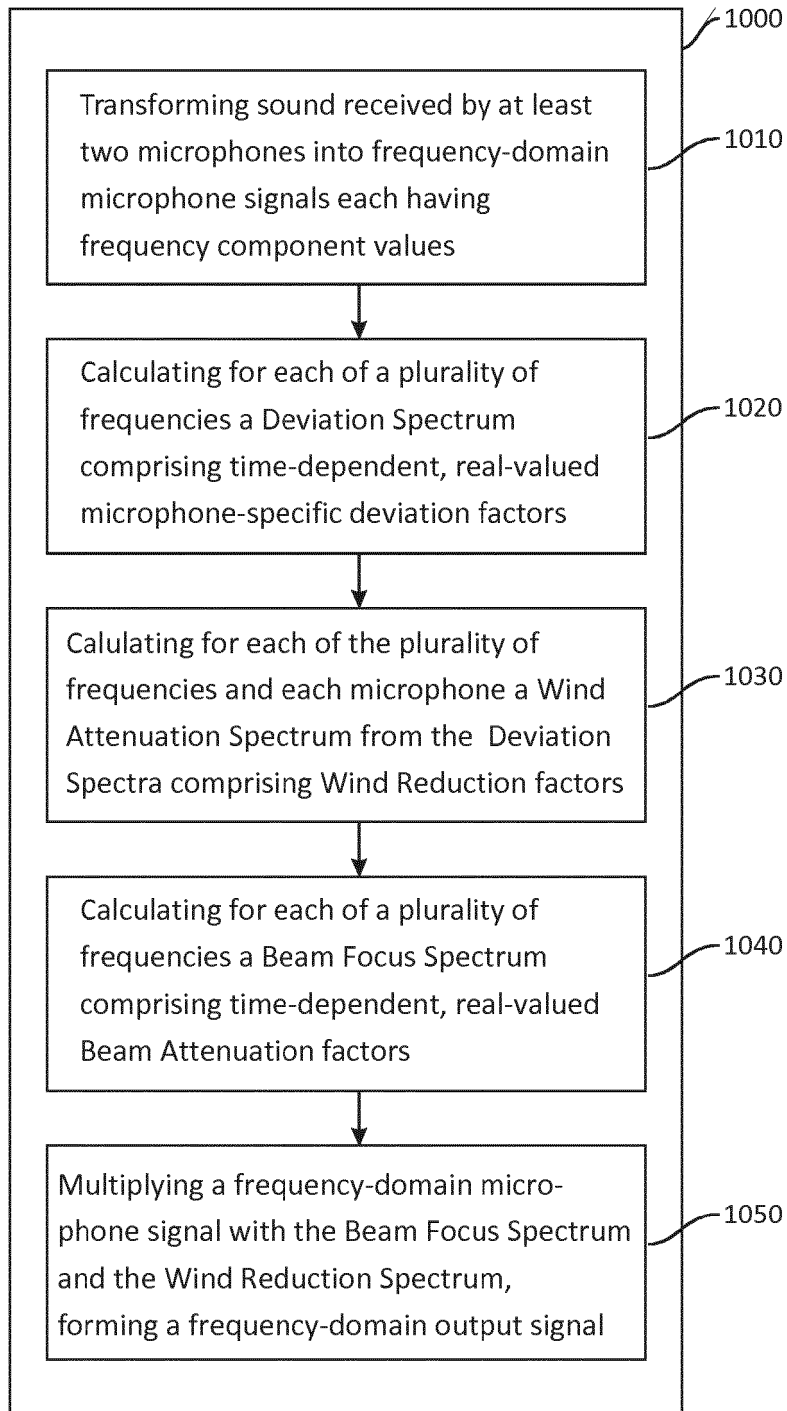 1000
Transforming sound received by at least
two microphones into frequency-domain
microphone signals each having
frequency component values
1010
Calculating for each of a plurality of
frequencies a Deviation Spectrum
comprising time-dependent, real-valued
microphone-specific deviation factors
1020
Calulating for each of the plurality of
frequencies and each microphone a Wind
Attenuation Spectrum from the Deviation
Spectra comprising Wind Reduction factors
1030
Calculating for each of a plurality of
frequencies a Beam Focus Spectrum
comprising time-dependent, real-valued
Beam Attenuation factors
1040
Multiplying a frequency-domain micro-
phone signal with the Beam Focus Spectrum
and the Wind Reduction Spectrum,
forming a frequency-domain output signal
1050